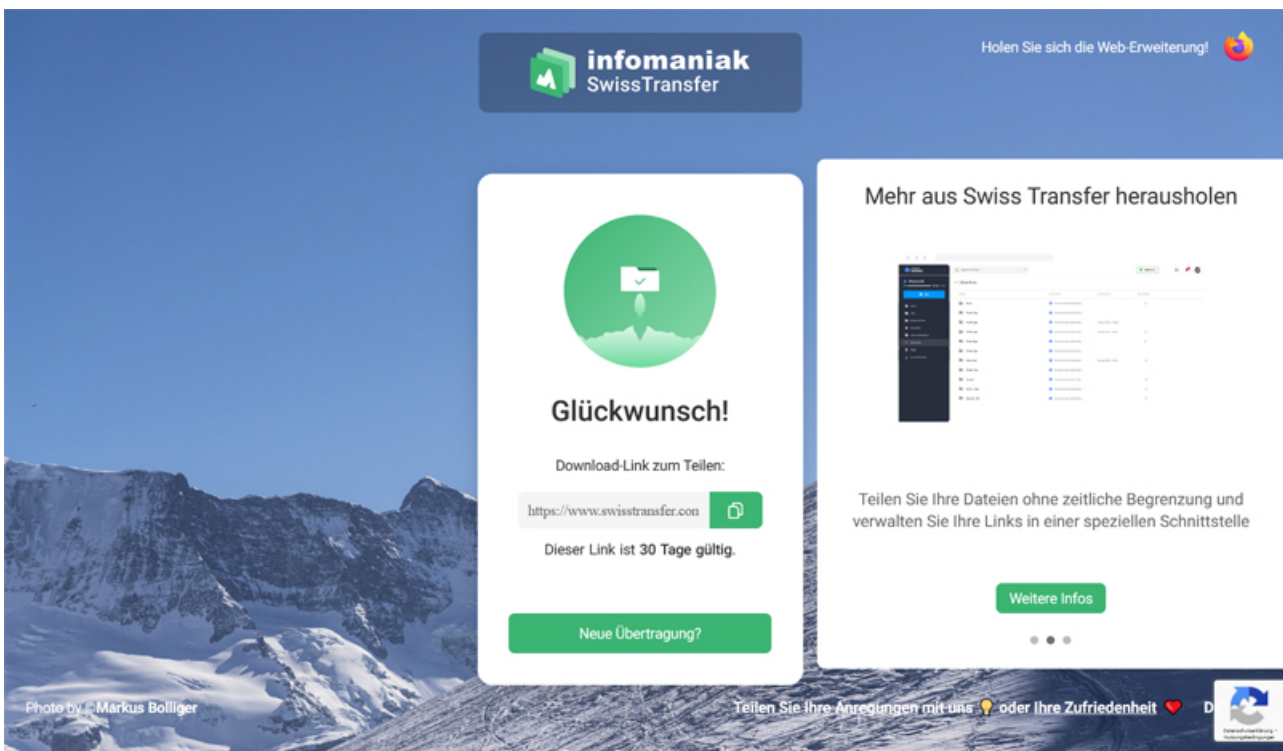 infomaniak
SwissTransfer
Holen Sie sich die Web-Erweiterung!
Glückwunsch!
Download-Link zum Teilen:
https://www.swisstransfer.con
Dieser Link ist 30 Tage gültig.
Neue Übertragung?
Mehr aus Swiss Transfer herausholen
Teilen Sie Ihre Dateien ohne zeitliche Begrenzung und
verwalten Sie Ihre Links in einer speziellen Schnittstelle
Weitere Infos
Photo by ©Markus Bolliger
Teilen Sie Ihre Anregungen mit uns 💡 oder Ihre Zufriedenheit ❤️ D
Datenschutzerklärung
Nutzungsbedingungen